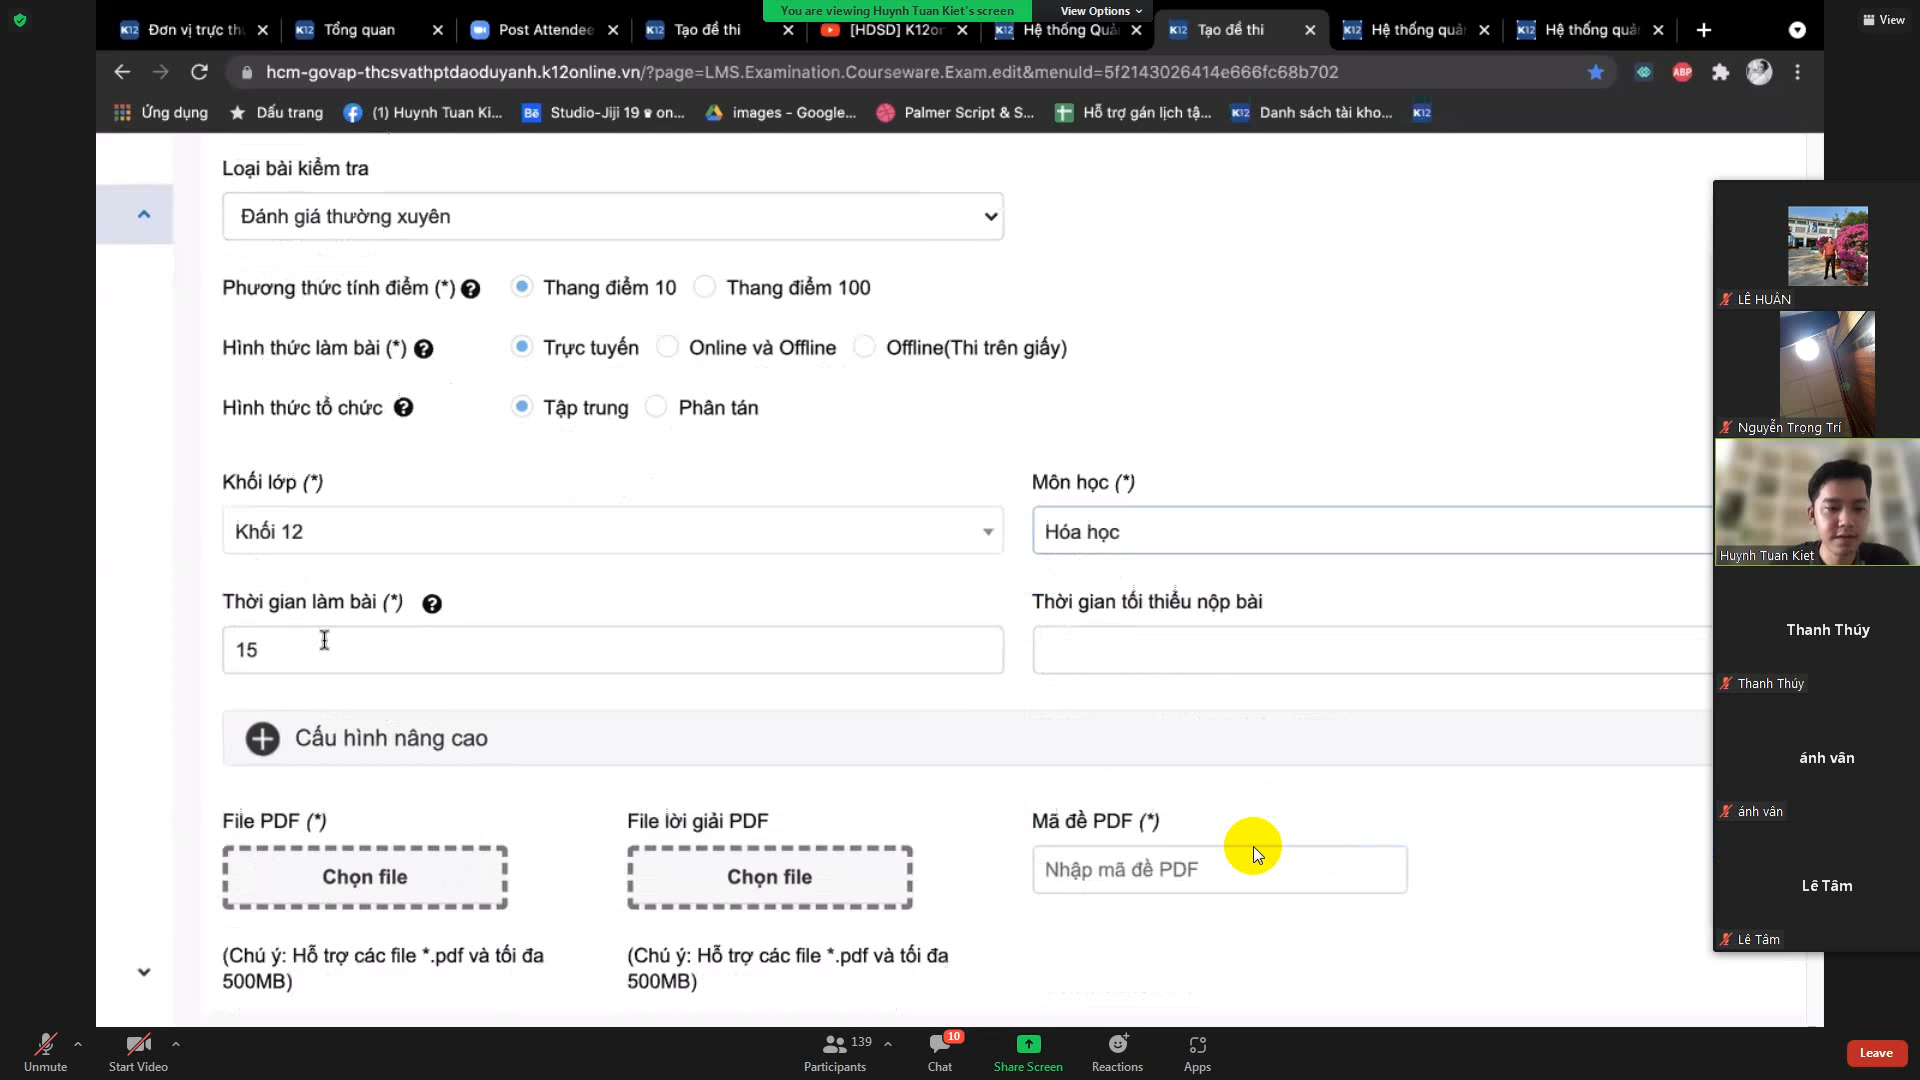 You are viewing Huynh Tuan Kiet's screen
View Options
View
Đơn vị trực th
Tổng quan
Post Attendee
Tạo đề thi
[HDSD] K12on
Hệ thống Quả
Tạo đề thi
Hệ thống quả
Hệ thống quả
hcm-govap-thcsvathptdaoduyanh.k12online.vn/?page=LMS.Examination.Courseware.Exam.edit&menuId=5f2143026414e666fc68b702
ABP
Ứng dụng
Dấu trang
(1) Huynh Tuan Ki...
Studio-Jiji 19 ♛ on...
images - Google...
Palmer Script & S...
Hỗ trợ gán lịch tậ...
Danh sách tài kho...
Loại bài kiểm tra
Đánh giá thường xuyên
Phương thức tính điểm (*)
Thang điểm 10
Thang điểm 100
Hình thức làm bài (*)
Trực tuyến
Online và Offline
Offline(Thi trên giấy)
Hình thức tổ chức
Tập trung
Phân tán
Khối lớp (*)
Môn học (*)
Khối 12
Hóa học
Thời gian làm bài (*)
Thời gian tối thiểu nộp bài
15
Cấu hình nâng cao
File PDF (*)
File lời giải PDF
Mã đề PDF (*)
Chọn file
Chọn file
Nhập mã đề PDF
(Chú ý: Hỗ trợ các file *.pdf và tối đa
500MB)
(Chú ý: Hỗ trợ các file *.pdf và tối đa
500MB)
LÊ HUÂN
Nguyễn Trọng Trí
Huynh Tuan Kiet
Thanh Thúy
Thanh Thúy
ánh vân
ánh vân
Lê Tâm
Lê Tâm
Unmute
Start Video
Participants
139
Chat
10
Share Screen
Reactions
Apps
Leave